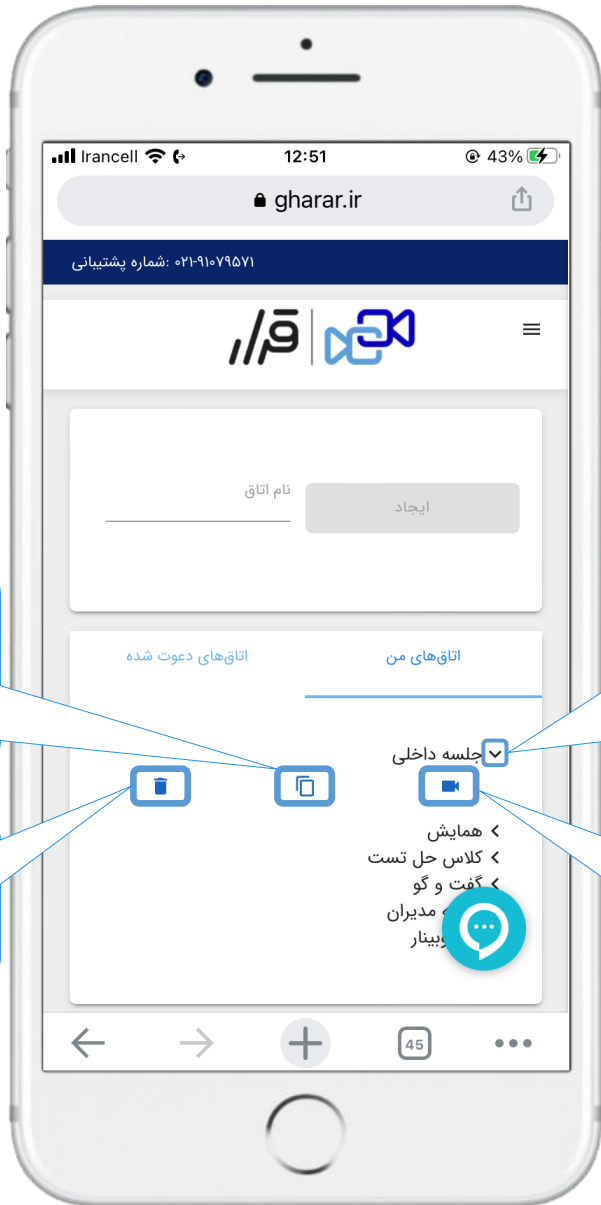 Irancell 12:51 43%
gharar.ir
شماره پشتیبانی: ۰۲۱-۹۱۰۷۹۵۷۱
قرار
ایجاد نام اتاق
اتاق‌های من اتاق‌های دعوت شده
جلسه داخلی
همایش
کلاس حل تست
گفت و گو
مدیران
وبینار
45